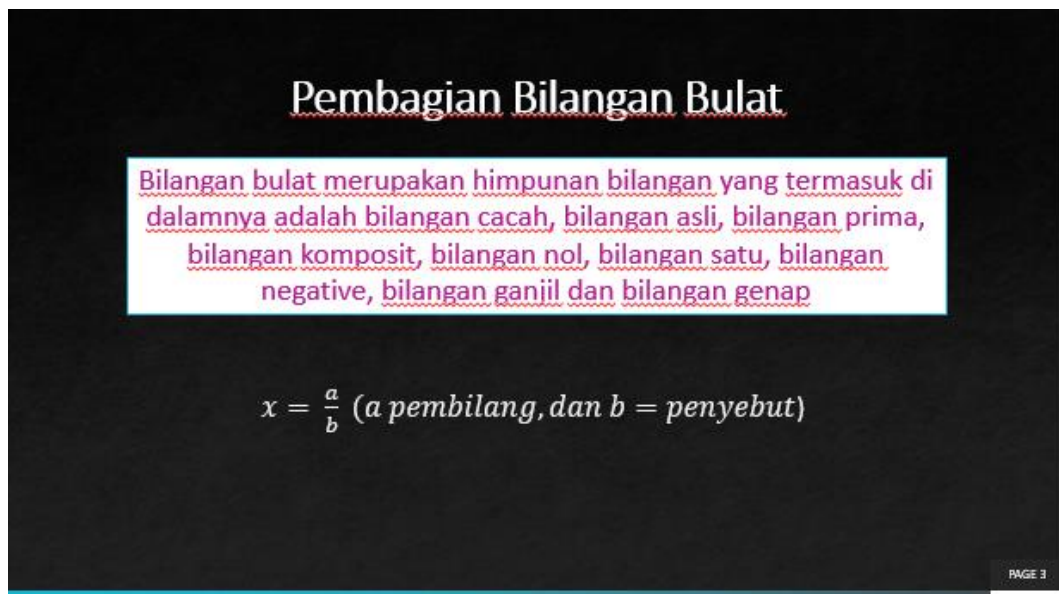 Pembagian Bilangan Bulat
Bilangan bulat merupakan himpunan bilangan yang termasuk di
dalamnya adalah bilangan cacah, bilangan asli, bilangan prima,
bilangan komposit, bilangan nol, bilangan satu, bilangan
negative, bilangan ganjil dan bilangan genap
x = a/b (a pembilang, dan b = penyebut)
PAGE 3